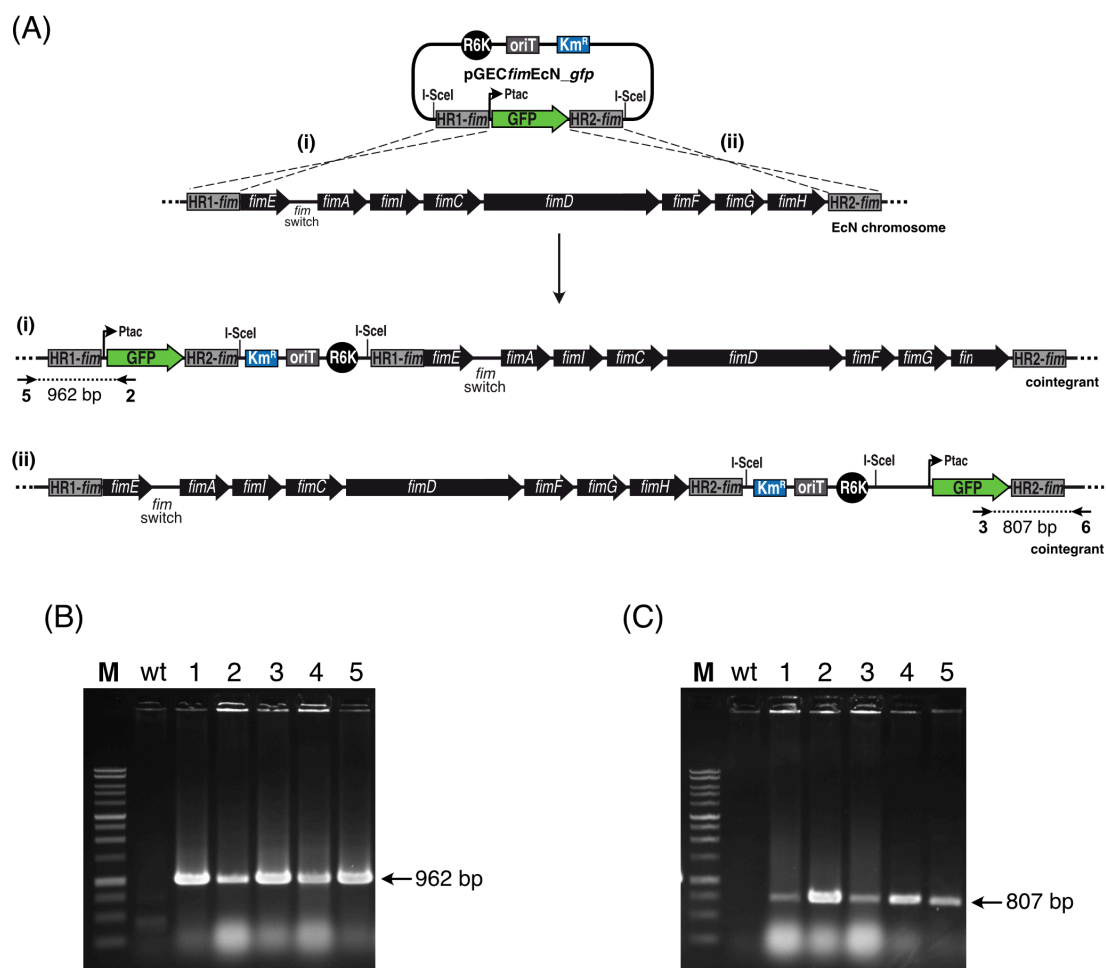 (A)
R6K oriT KmR
pGECfimEcN_gfp
I-SceI Ptac I-SceI
HR1-fim GFP HR2-fim
(i) (ii)
HR1-fim fimE fimA fimI fimC fimD fimF fimG fimH HR2-fim
fim
switch
EcN chromosome
(i)
Ptac I-SceI I-SceI
HR1-fim GFP HR2-fim KmR oriT R6K HR1-fim fimE fimA fimI fimC fimD fimF fimG fin HR2-fim
fim
switch
cointegrant
5 962 bp 2
(ii)
I-SceI I-SceI Ptac
HR1-fim fimE fimA fimI fimC fimD fimF fimG fimH HR2-fim KmR oriT R6K GFP HR2-fim
fim
switch
3 807 bp 6
cointegrant
(B)
M wt 1 2 3 4 5
962 bp
(C)
M wt 1 2 3 4 5
807 bp